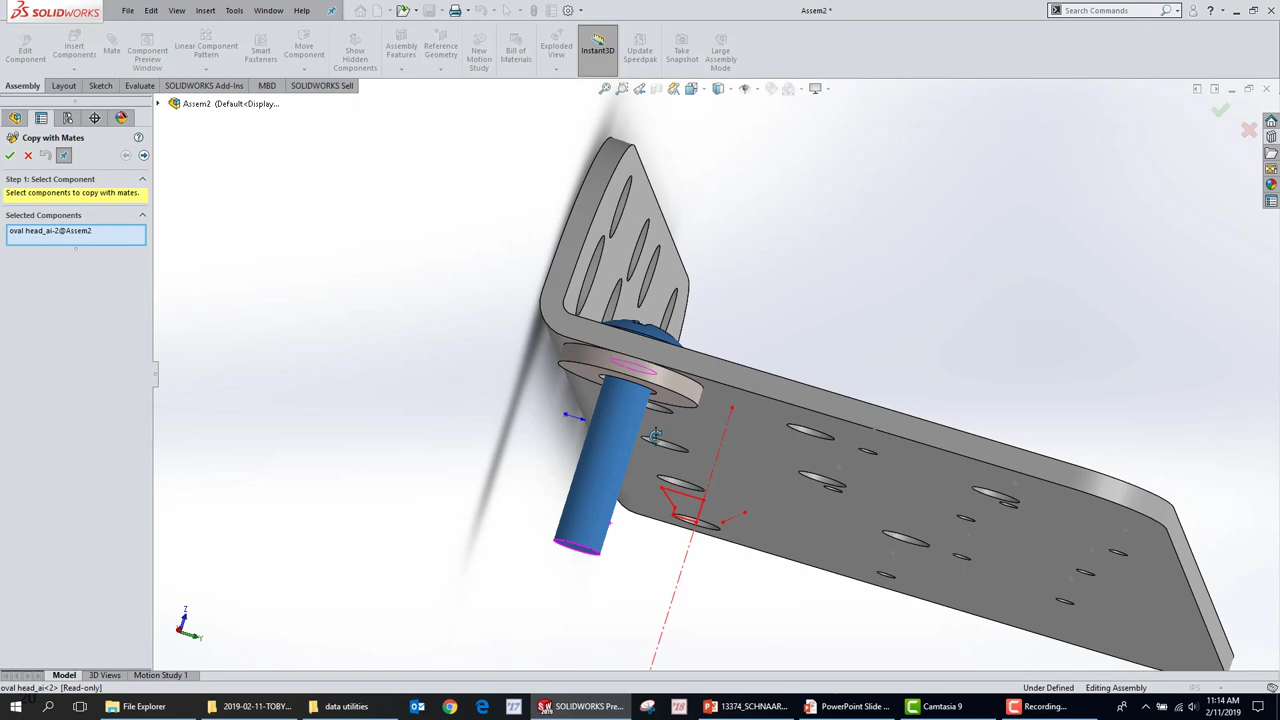 SOLIDWORKS
File Edit View Insert Tools Window Help
Assem2 *
Search Commands
Edit Component
Insert Components
Mate
Component Preview Window
Linear Component Pattern
Smart Fasteners
Move Component
Show Hidden Components
Assembly Features
Reference Geometry
New Motion Study
Bill of Materials
Exploded View
Instant3D
Update Speedpak
Take Snapshot
Large Assembly Mode
Assembly Layout Sketch Evaluate SOLIDWORKS Add-Ins MBD SOLIDWORKS Sell
Assem2 (Default<Display...
Copy with Mates
Step 1: Select Component
Select components to copy with mates.
Selected Components
oval head_ai-2@Assem2
Z
Y
Model 3D Views Motion Study 1
oval head_ai<2> [Read-only]
Under Defined Editing Assembly IPS
File Explorer
2019-02-11-TOBY...
data utilities
'17
SOLIDWORKS Pre...
2019
'18
13374_SCHNAAR...
PowerPoint Slide ...
Camtasia 9
Recording...
11:14 AM
2/11/2019